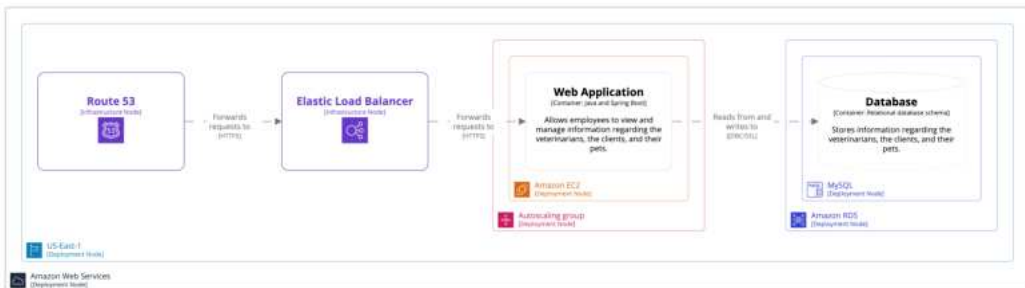 Route 53
[Infrastructure Node]
Forwards
requests to
[HTTPS]
Elastic Load Balancer
[Infrastructure Node]
Forwards
requests to
[HTTPS]
Web Application
[Container: Java and Spring Boot]
Allows employees to view and
manage information regarding the
veterinarians, the clients, and their
pets.
Amazon EC2
[Deployment Node]
Autoscaling group
[Deployment Node]
Reads from and
writes to
[JDBC/SSL]
Database
[Container: Relational database schema]
Stores information regarding the
veterinarians, the clients, and their
pets.
MySQL
[Deployment Node]
Amazon RDS
[Deployment Node]
US-East-1
[Deployment Node]
Amazon Web Services
[Deployment Node]